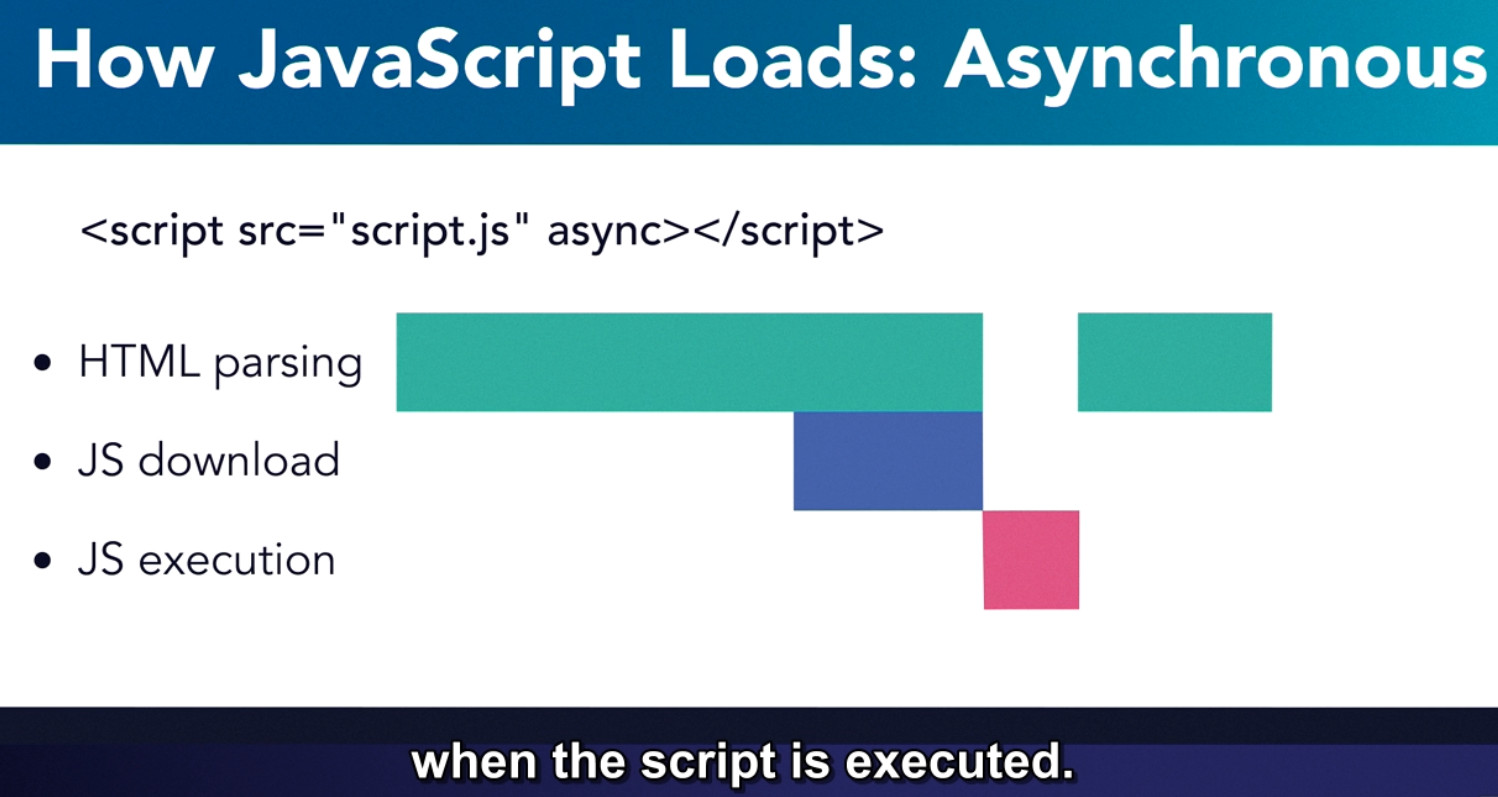 How JavaScript Loads: Asynchronous
<script src="script.js" async></script>
• HTML parsing
• JS download
• JS execution
when the script is executed.